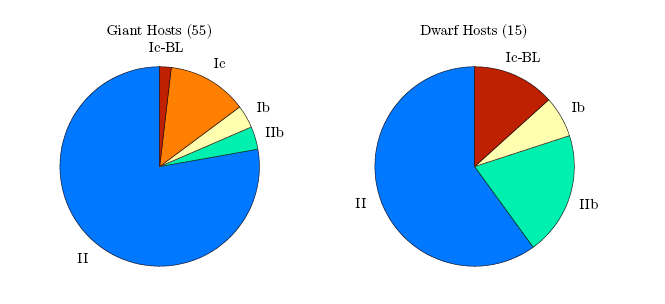 Giant Hosts (55)
Ic-BL
Ic
Ib
IIb
II
Dwarf Hosts (15)
Ic-BL
Ib
IIb
II